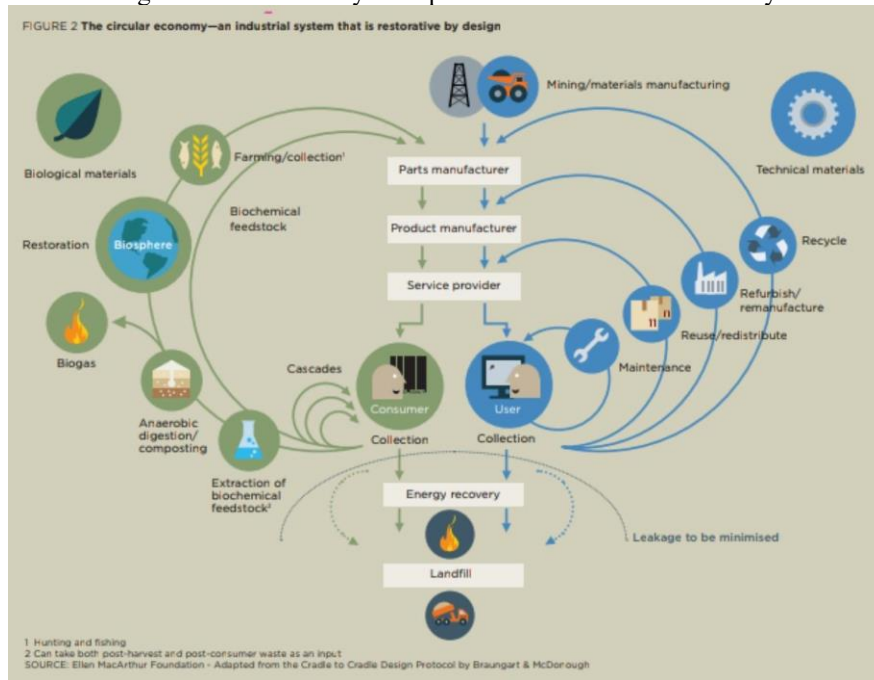 FIGURE 2 The circular economy—an industrial system that is restorative by design
Mining/materials manufacturing
Biological materials
Farming/collection¹
Parts manufacturer
Technical materials
Biochemical
feedstock
Product manufacturer
Restoration
Biosphere
Recycle
Service provider
Refurbish/
remanufacture
Biogas
Reuse/redistribute
Cascades
Maintenance
Consumer
User
Anaerobic
digestion/
composting
Collection
Collection
Extraction of
biochemical
feedstock²
Energy recovery
Leakage to be minimised
Landfill
1 Hunting and fishing
2 Can take both post-harvest and post-consumer waste as an input
SOURCE: Ellen MacArthur Foundation - Adapted from the Cradle to Cradle Design Protocol by Braungart & McDonough